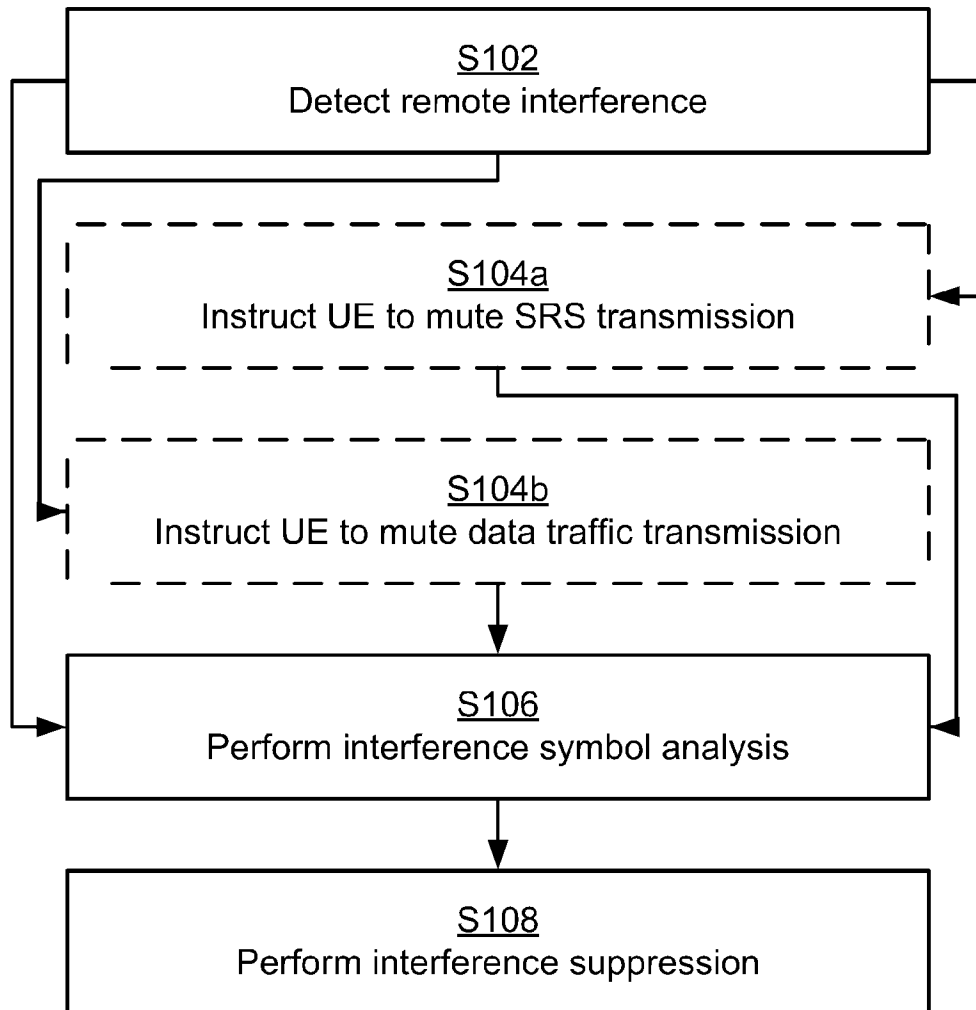 S102
Detect remote interference
S104a
Instruct UE to mute SRS transmission
S104b
Instruct UE to mute data traffic transmission
S106
Perform interference symbol analysis
S108
Perform interference suppression